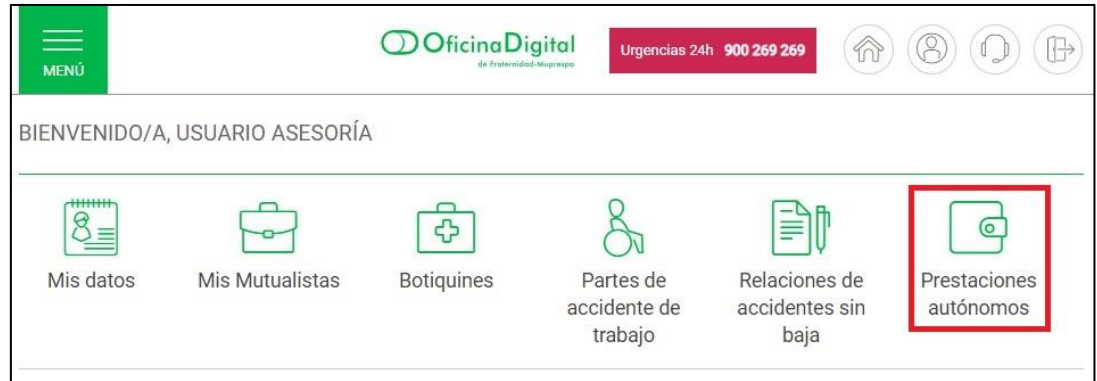 MENÚ
OficinaDigital
de Fraternidad-Muprespa
Urgencias 24h 900 269 269
BIENVENIDO/A, USUARIO ASESORÍA
Mis datos
Mis Mutualistas
Botiquines
Partes de
accidente de
trabajo
Relaciones de
accidentes sin
baja
Prestaciones
autónomos